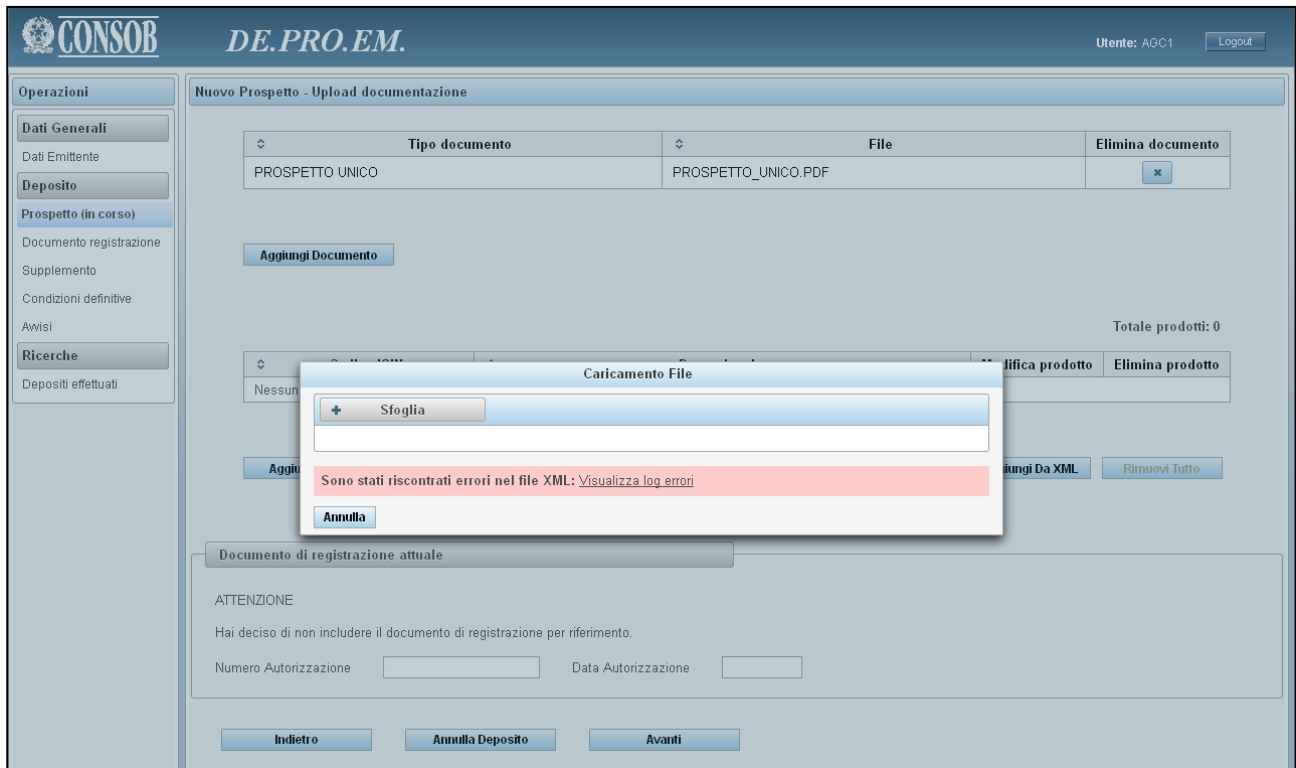 CONSOB
DE.PRO.EM.
Utente: AGC1
Logout
Operazioni
Dati Generali
Dati Emittente
Deposito
Prospetto (in corso)
Documento registrazione
Supplemento
Condizioni definitive
Avvisi
Ricerche
Depositi effettuati
Nuovo Prospetto - Upload documentazione
Tipo documento File Elimina documento
PROSPETTO UNICO PROSPETTO_UNICO.PDF
Aggiungi Documento
Totale prodotti: 0
prodotto Elimina prodotto
Nessun
Caricamento File
Sfoglia
Sono stati riscontrati errori nel file XML: Visualizza log errori
Annulla
Da XML Rimuovi Tutto
Documento di registrazione attuale
ATTENZIONE
Hai deciso di non includere il documento di registrazione per riferimento.
Numero Autorizzazione Data Autorizzazione
Indietro Annulla Deposito Avanti